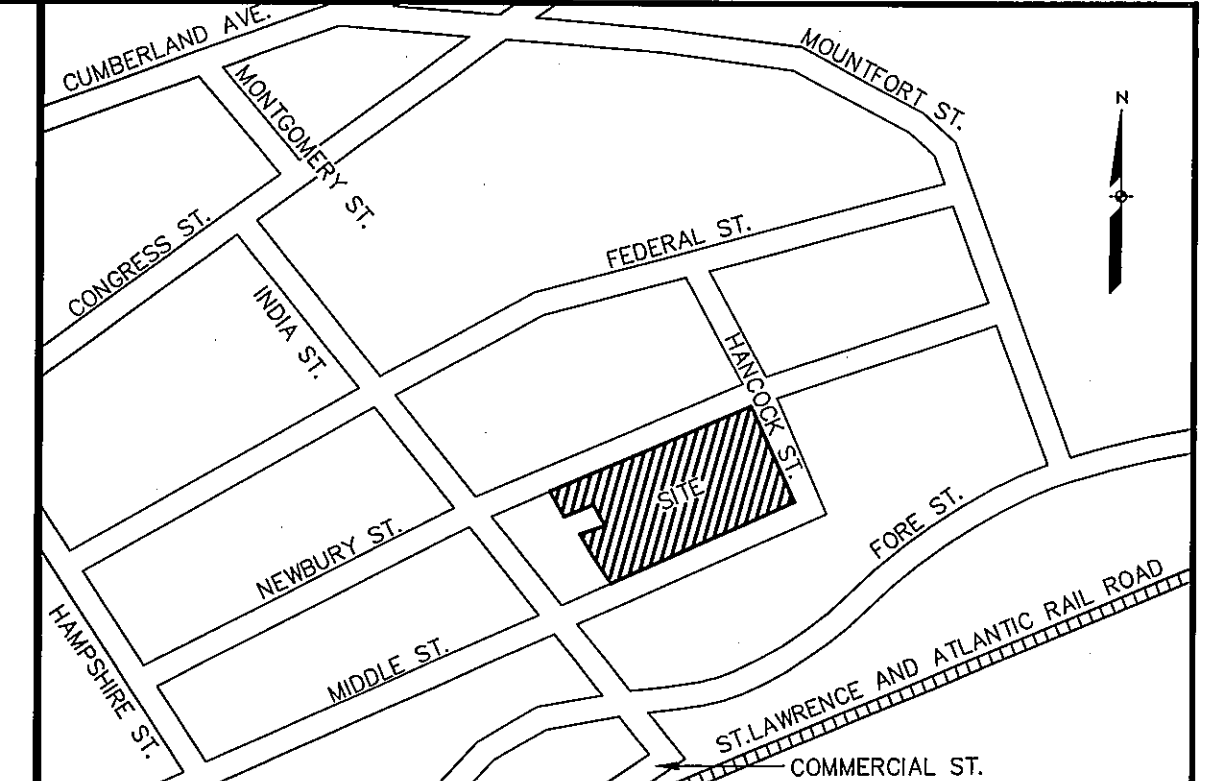 CUMBERLAND AVE.
MOUNTFORT ST.
MONTGOMERY ST.
N
CONGRESS ST.
FEDERAL ST.
INDIA ST.
HANCOCK ST.
SITE
NEWBURY ST.
FORE ST.
HAMPSHIRE ST.
MIDDLE ST.
ST.LAWRENCE AND ATLANTIC RAIL ROAD
COMMERCIAL ST.